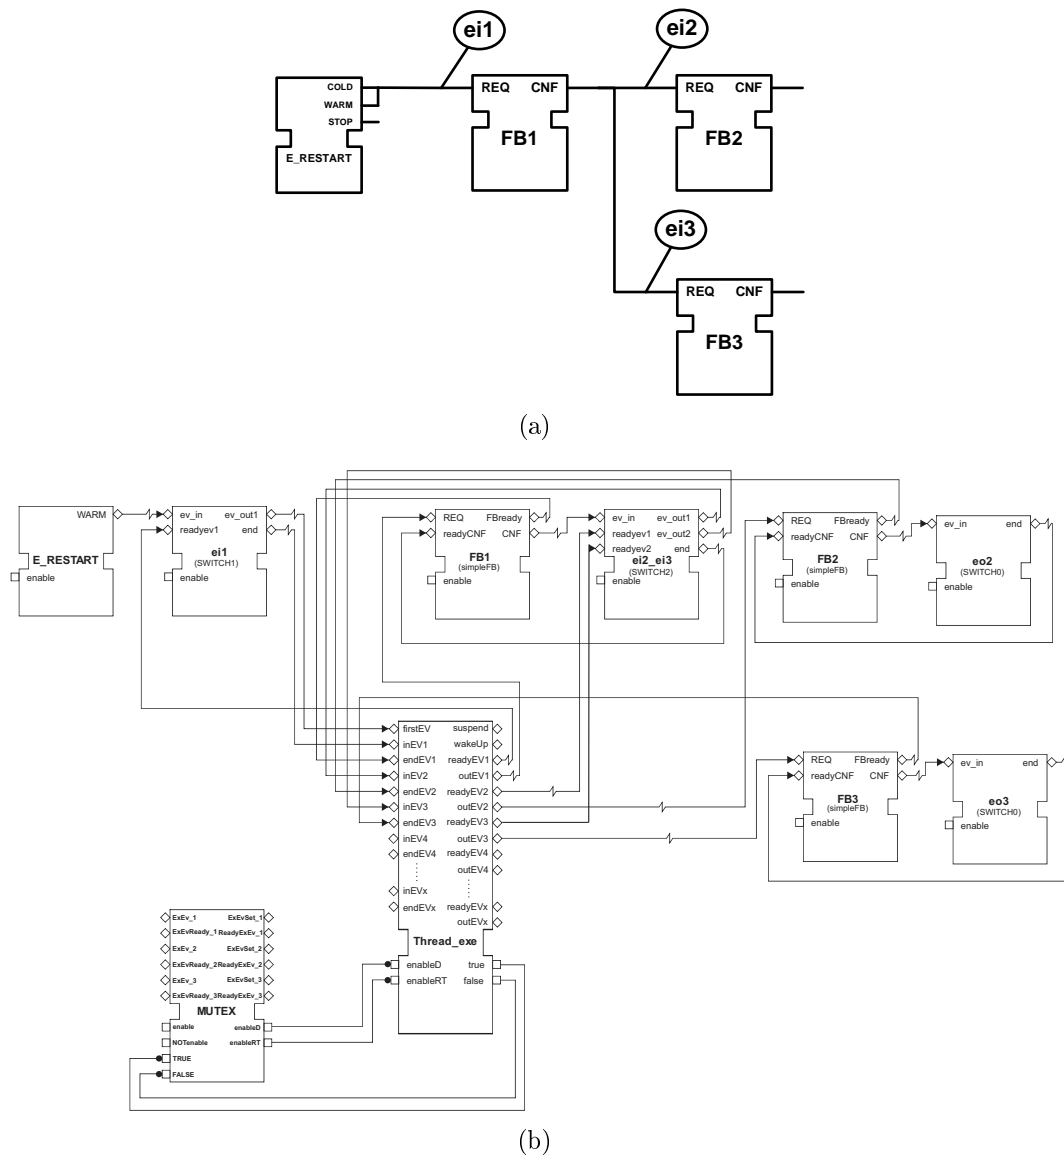 ei1
ei2
COLD
WARM
STOP
E_RESTART
REQ CNF
FB1
REQ CNF
FB2
ei3
REQ CNF
FB3
(a)
WARM
E_RESTART
enable
ev_in ev_out1
readyev1 end
ei1
(SWITCH1)
enable
REQ FBready
readyCNF CNF
FB1
(simpleFB)
enable
ev_in ev_out1
readyev1 ev_out2
readyev2 end
ei2_ei3
(SWITCH2)
enable
REQ FBready
readyCNF CNF
FB2
(simpleFB)
enable
ev_in end
eo2
(SWITCH0)
enable
firstEV suspend
inEV1 wakeUp
endEV1 readyEV1
inEV2 outEV1
endEV2 readyEV2
inEV3 outEV2
endEV3 readyEV3
inEV4 outEV3
endEV4 readyEV4
outEV4
inEVx
endEVx readyEVx
outEVx
Thread_exe
enableD true
enableRT false
REQ FBready
readyCNF CNF
FB3
(simpleFB)
enable
ev_in end
eo3
(SWITCH0)
enable
ExEv_1 ExEvSet_1
ExEvReady_1 ReadyExEv_1
ExEv_2 ExEvSet_2
ExEvReady_2 ReadyExEv_2
ExEv_3 ExEvSet_3
ExEvReady_3 ReadyExEv_3
MUTEX
enable enableD
NOTenable enableRT
TRUE
FALSE
(b)